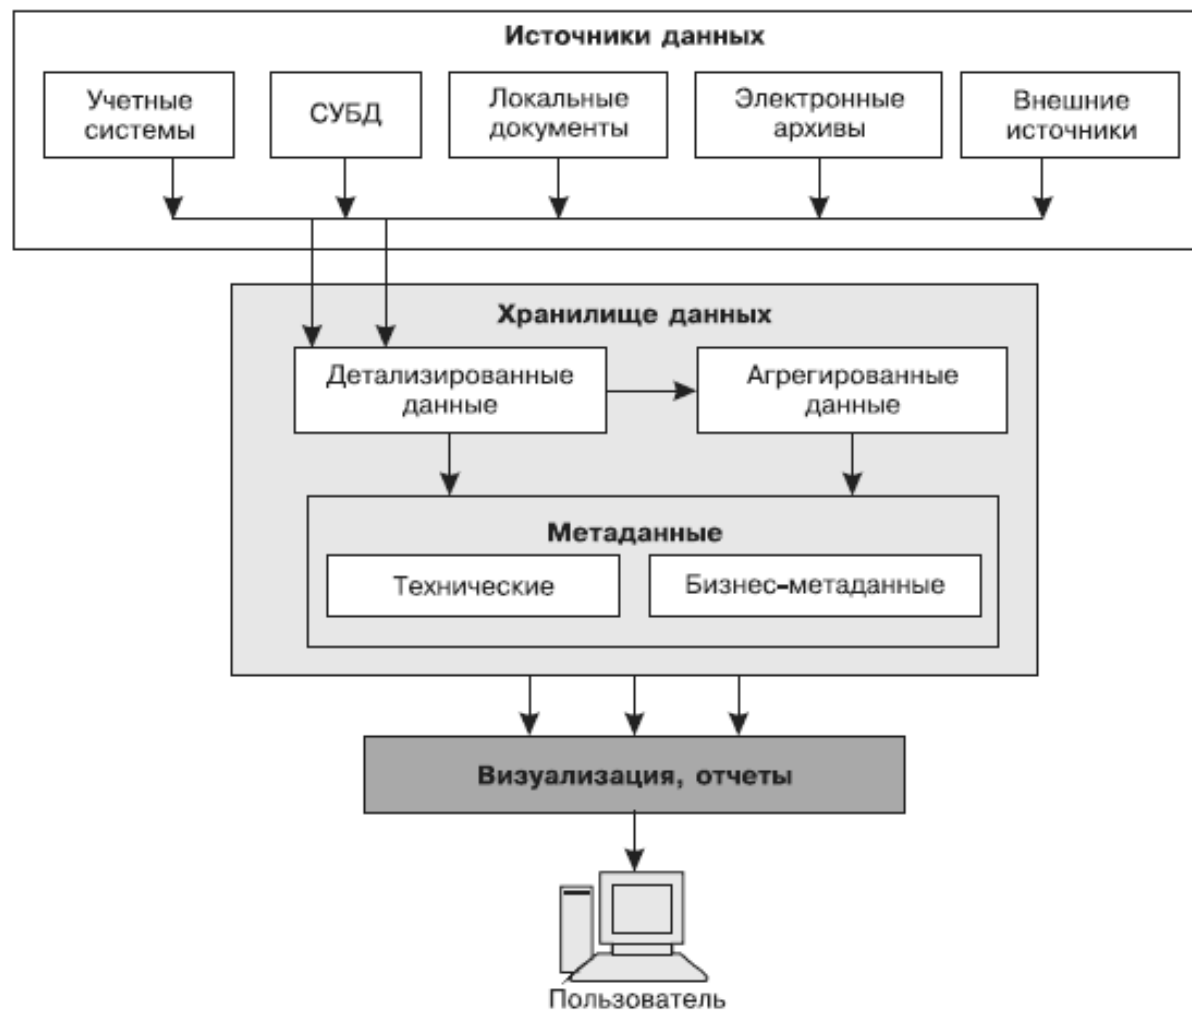 Источники данных
Учетные
системы
СУБД
Локальные
документы
Электронные
архивы
Внешние
источники
Хранилище данных
Детализированные
данные
Агрегированные
данные
Метаданные
Технические
Бизнес-метаданные
Визуализация, отчеты
Пользователь